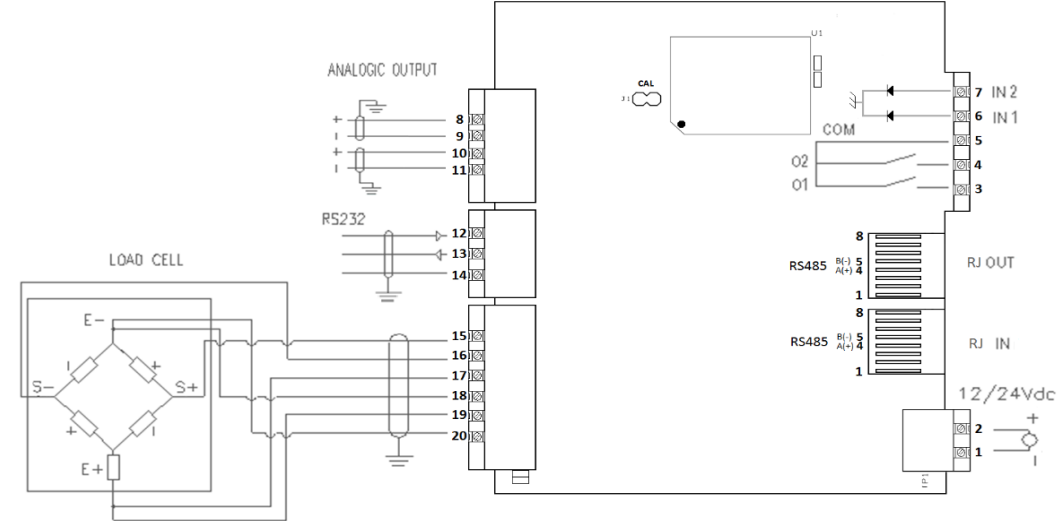 U1
ANALOGIC OUTPUT
CAL
J1
7 IN 2
+ 8
6 IN 1
- 9
COM
5
+ 10
O2
4
- 11
O1
3
RS232
12
13
14
8
RS485 B(-) 5
A(+) 4
1
RJ OUT
LOAD CELL
8
RS485 B(-) 5
A(+) 4
1
RJ IN
E-
15
16
17
18
19
20
- +
S- S+
+ -
E+
12/24Vdc
+
2
1
-
IP1